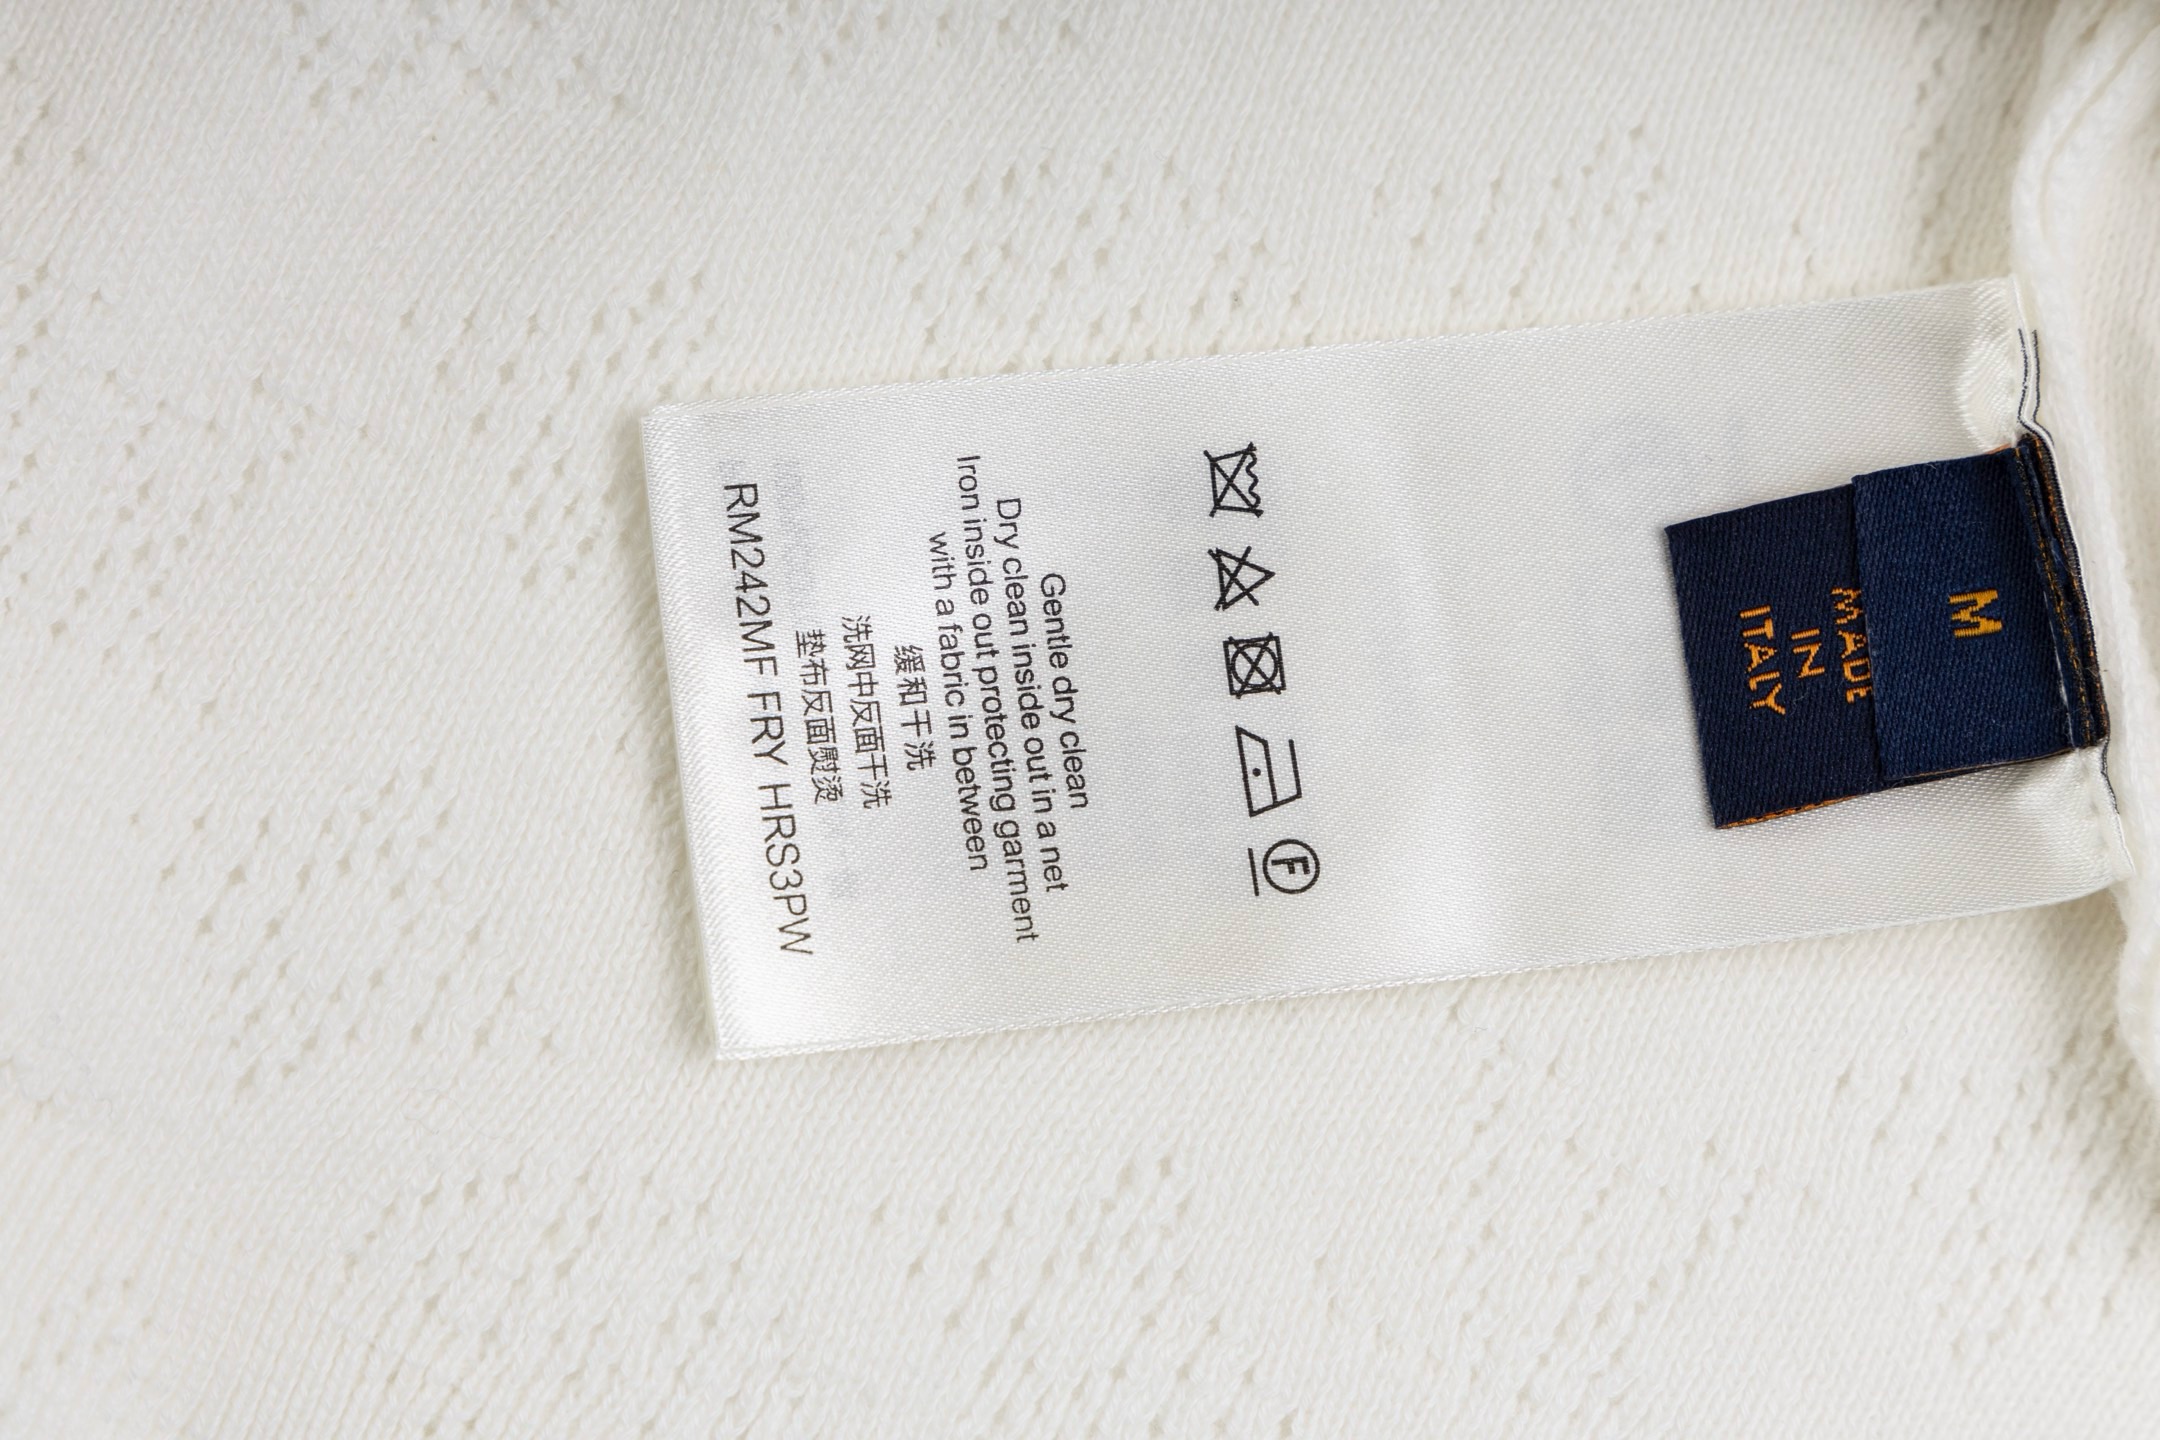 M
MADE
IN
ITALY
F
Gentle dry clean
Dry clean inside out in a net
Iron inside out protecting garment
with a fabric in between
缓和干洗
洗网中反面干洗
垫布反面熨烫
RM242MF FRY HRS3PW